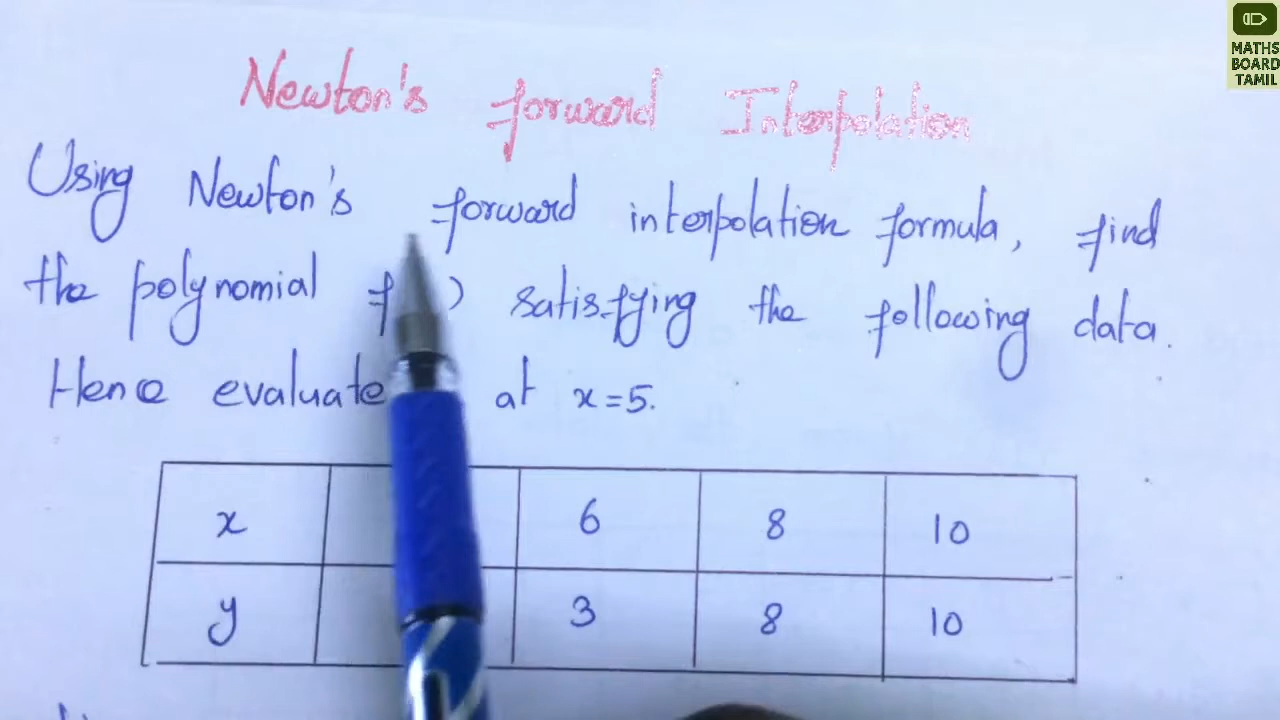 MATHS
BOARD
TAMIL
Newton's forward Interpolation
Using Newton's forward interpolation formula, find
the polynomial f ) satisfying the following data.
Hence evaluate at x=5.
x 6 8 10
y 3 8 10